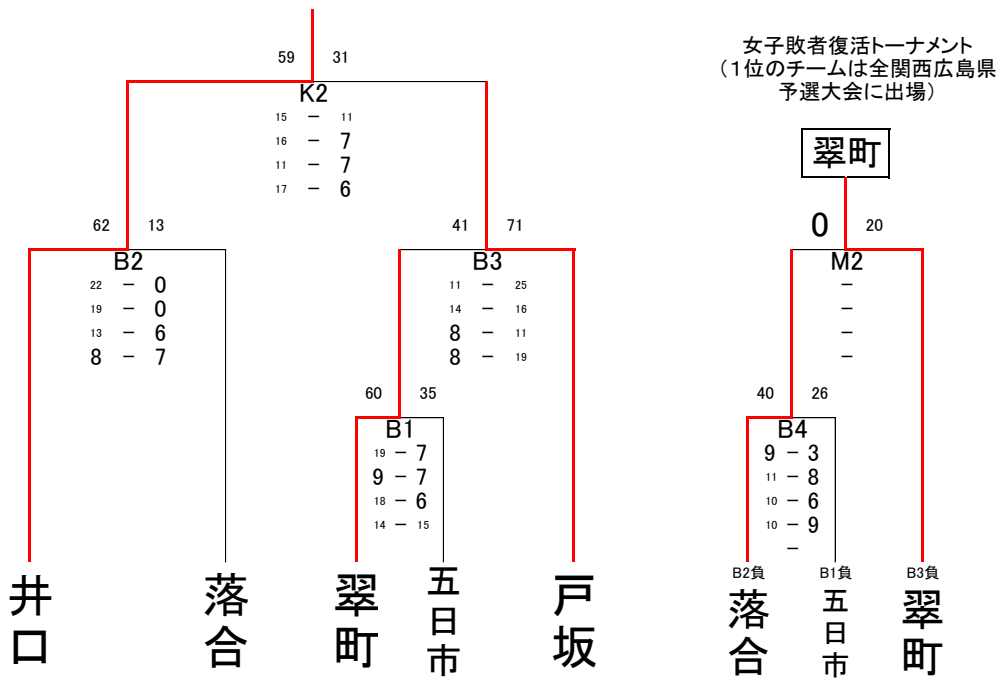 59 31
K2
15 － 11
16 － 7
11 － 7
17 － 6
62 13
B2
22 － 0
19 － 0
13 － 6
8 － 7
41 71
B3
11 － 25
14 － 16
8 － 11
8 － 19
60 35
B1
19 － 7
9 － 7
18 － 6
14 － 15
井口
落合
翠町
五日市
戸坂
女子敗者復活トーナメント
（１位のチームは全関西広島県
予選大会に出場）
翠町
0 20
M2
－
－
－
－
40 26
B4
9 － 3
11 － 8
10 － 6
10 － 9
－
B2負 B1負 B3負
落合
五日市
翠町